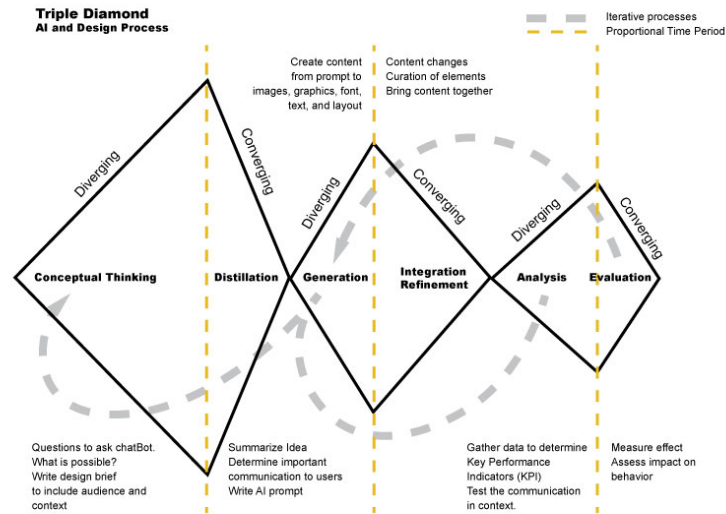 Triple Diamond
AI and Design Process
Iterative processes
Proportional Time Period
Create content
from prompt to
images, graphics, font,
text, and layout
Content changes
Curation of elements
Bring content together
Diverging
Converging
Diverging
Converging
Diverging
Converging
Conceptual Thinking
Distillation
Generation
Integration
Refinement
Analysis
Evaluation
Questions to ask chatBot.
What is possible?
Write design brief
to include audience and
context
Summarize Idea
Determine important
communication to users
Write AI prompt
Gather data to determine
Key Performance
Indicators (KPI)
Test the communication
in context.
Measure effect
Assess impact on
behavior